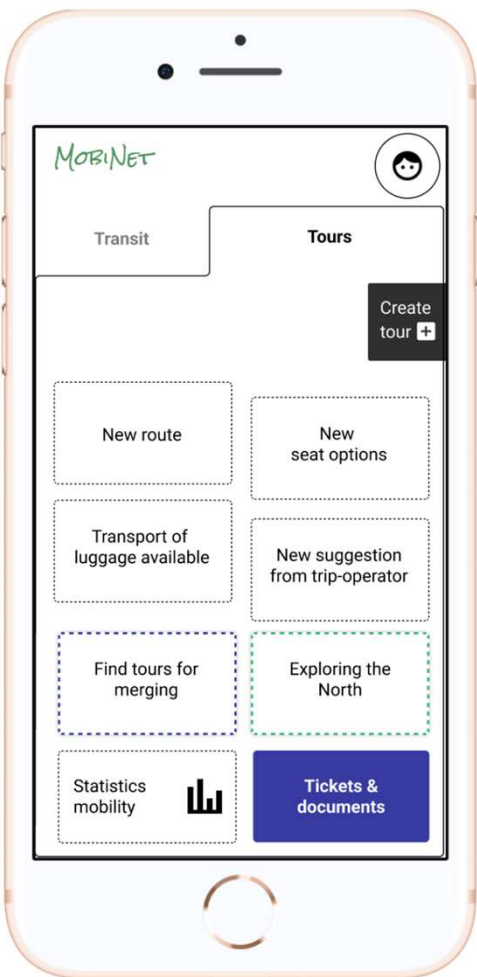 MobiNet
Transit
Tours
Create
tour
New route
New
seat options
Transport of
luggage available
New suggestion
from trip-operator
Find tours for
merging
Exploring the
North
Statistics
mobility
Tickets &
documents